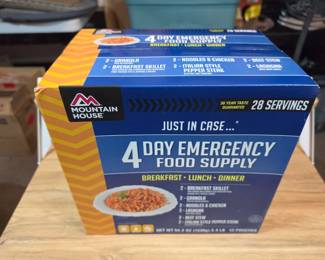 4 DAY EMERGENCY
FOOD SUPPLY
BREAKFAST • LUNCH • DINNER
2 - GRANOLA
2 - BREAKFAST SKILLET
2 - NOODLES & CHICKEN
2 - ITALIAN STYLE
PEPPER STEAK
2 - BEEF STEW
2 - LASAGNA
MOUNTAIN
HOUSE
30 YEAR TASTE
GUARANTEE
28 SERVINGS
JUST IN CASE...
4 DAY EMERGENCY
FOOD SUPPLY
BREAKFAST • LUNCH • DINNER
2 - BREAKFAST SKILLET
2 - GRANOLA
2 - NOODLES & CHICKEN
2 - LASAGNA
2 - BEEF STEW
2 - ITALIAN STYLE PEPPER STEAK
12 POUCHES